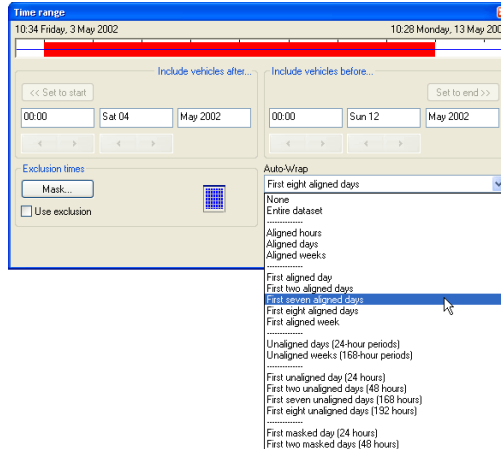 Time range
10:34 Friday, 3 May 2002 10:28 Monday, 13 May 200
Include vehicles after... Include vehicles before...
<< Set to start Set to end >>
00:00 Sat 04 May 2002 00:00 Sun 12 May 2002
< > < > < > < >
Exclusion times Auto-Wrap
Mask... First eight aligned days
Use exclusion
None
Entire dataset
--------------
Aligned hours
Aligned days
Aligned weeks
--------------
First aligned day
First two aligned days
First seven aligned days
First eight aligned days
First aligned week
--------------
Unaligned days (24-hour periods)
Unaligned weeks (168-hour periods)
--------------
First unaligned day (24 hours)
First two unaligned days (48 hours)
First seven unaligned days (168 hours)
First eight unaligned days (192 hours)
--------------
First masked day (24 hours)
First two masked days (48 hours)